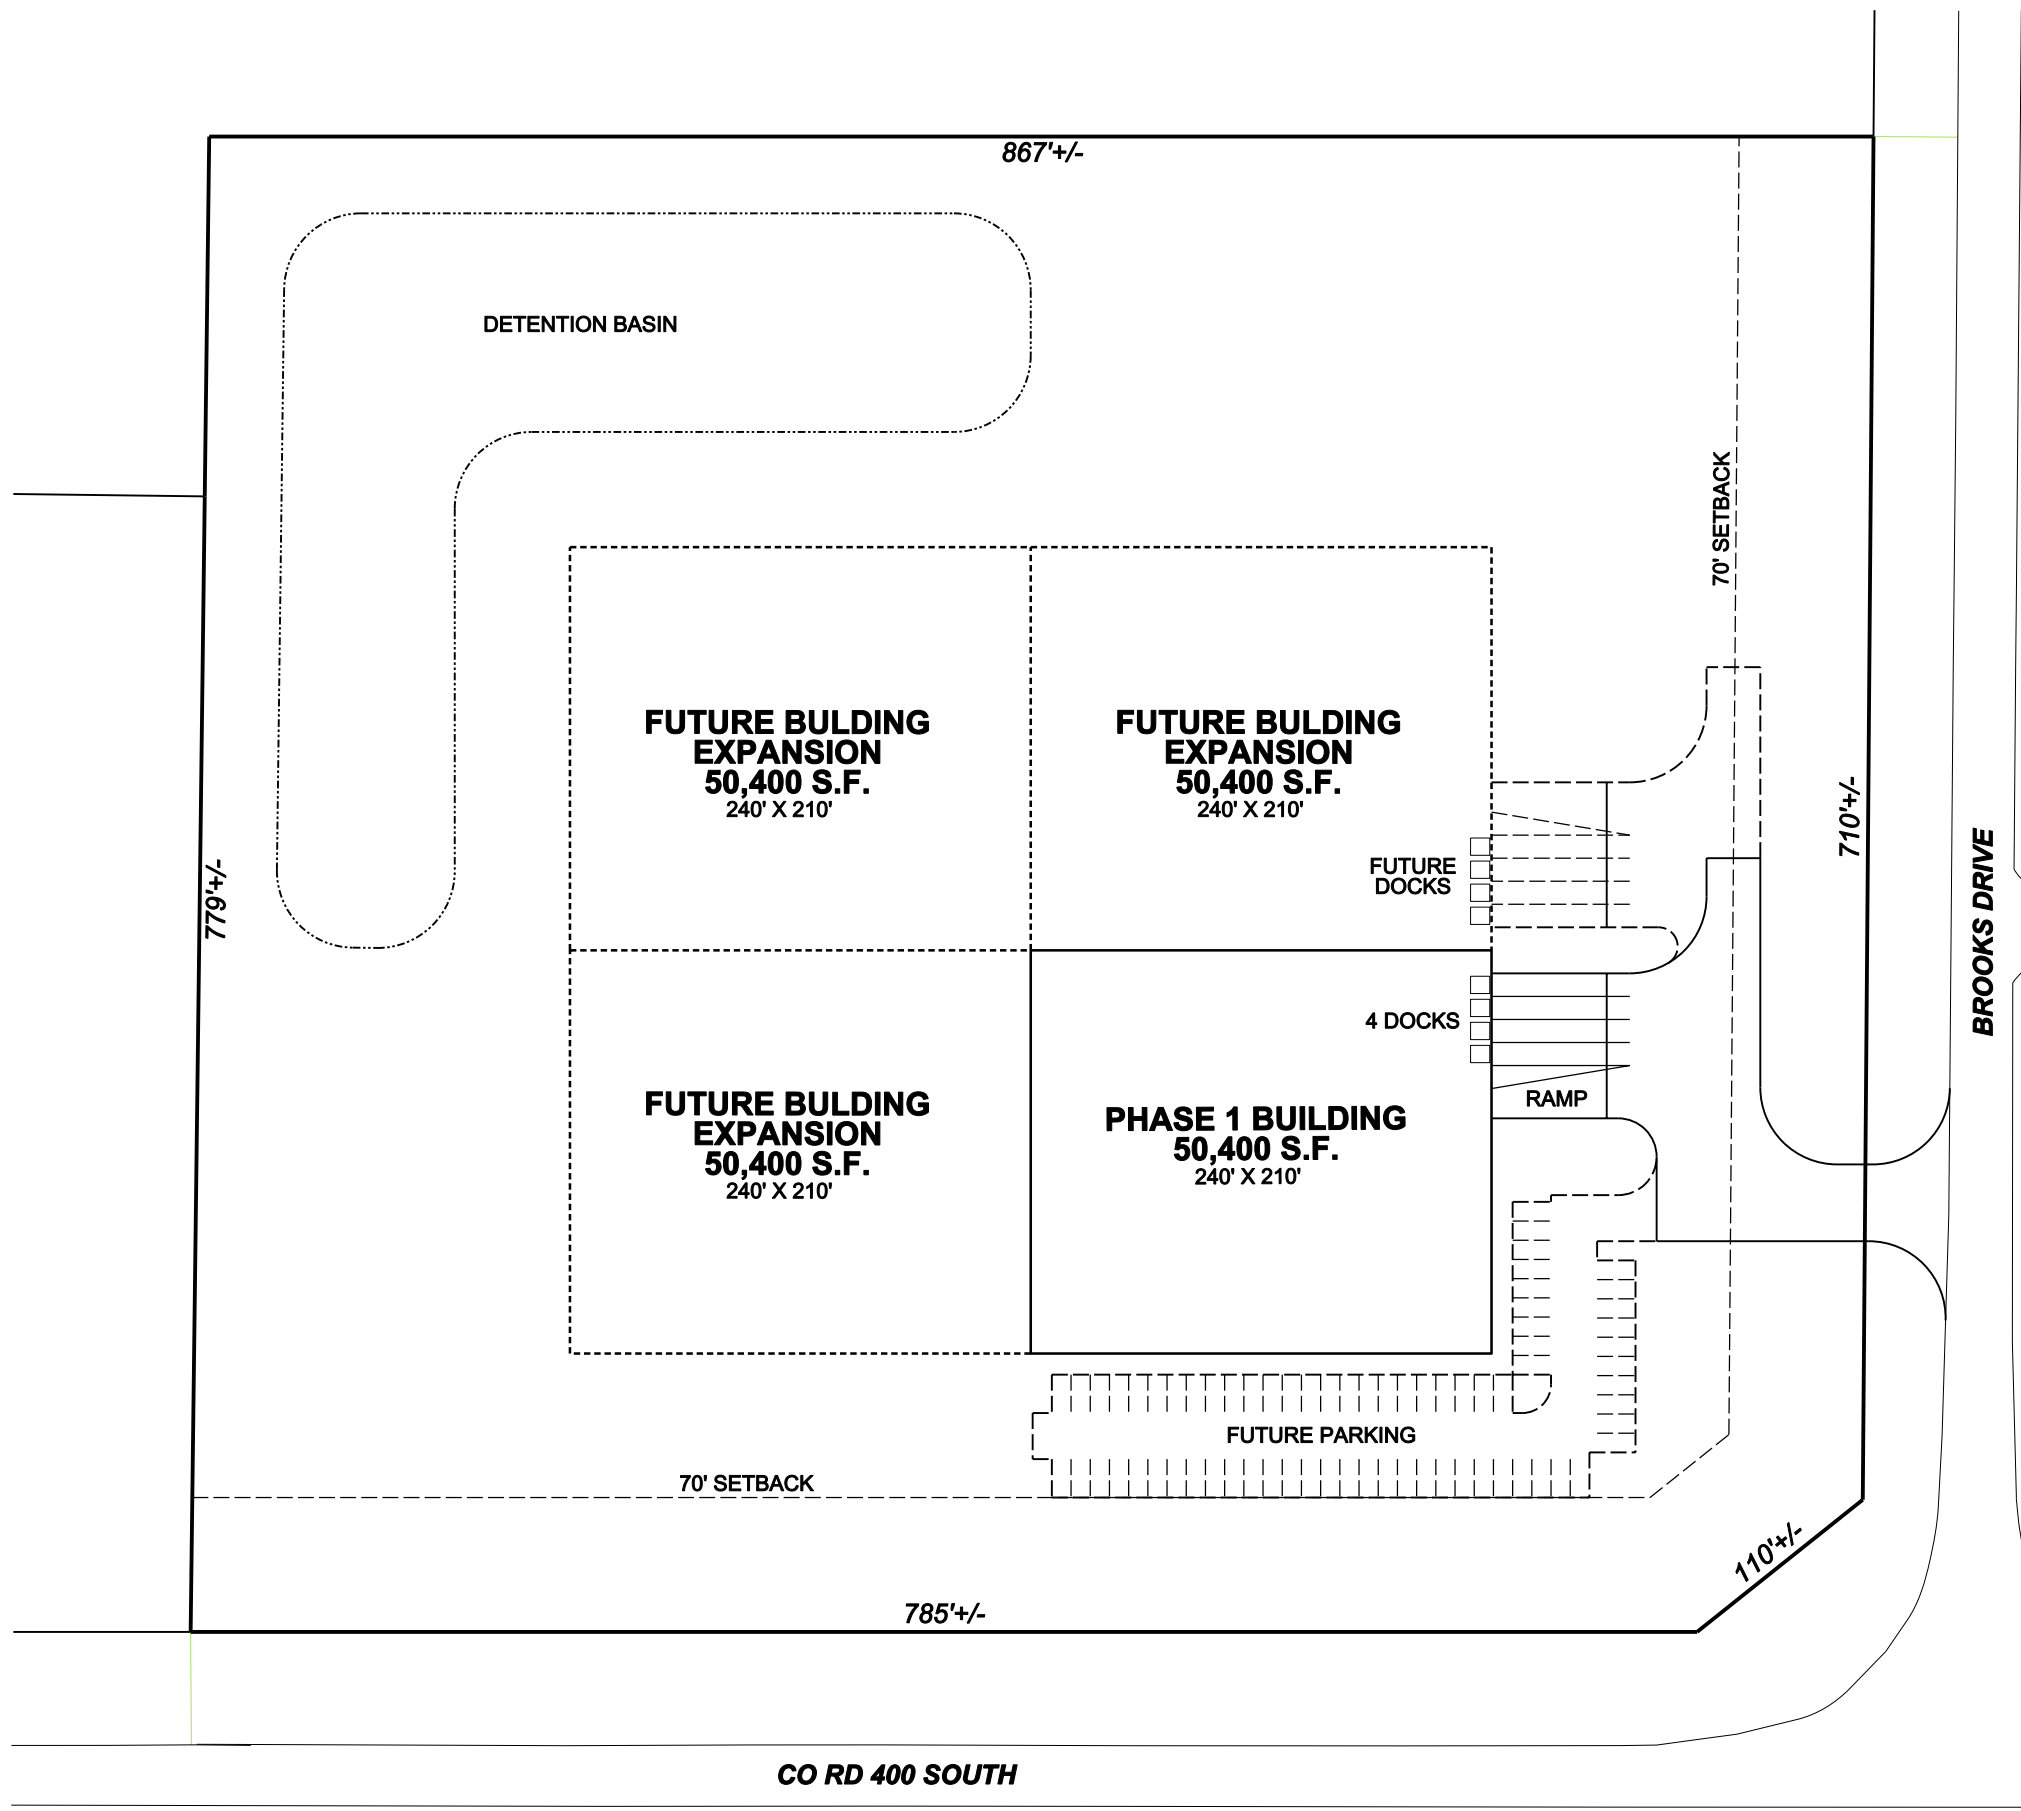 867'+/-
DETENTION BASIN
70' SETBACK
FUTURE BULDING
EXPANSION
50,400 S.F.
240' X 210'
FUTURE BULDING
EXPANSION
50,400 S.F.
240' X 210'
710'+/-
BROOKS DRIVE
779'+/-
FUTURE
DOCKS
4 DOCKS
RAMP
FUTURE BULDING
EXPANSION
50,400 S.F.
240' X 210'
PHASE 1 BUILDING
50,400 S.F.
240' X 210'
FUTURE PARKING
70' SETBACK
110'+/-
785'+/-
CO RD 400 SOUTH